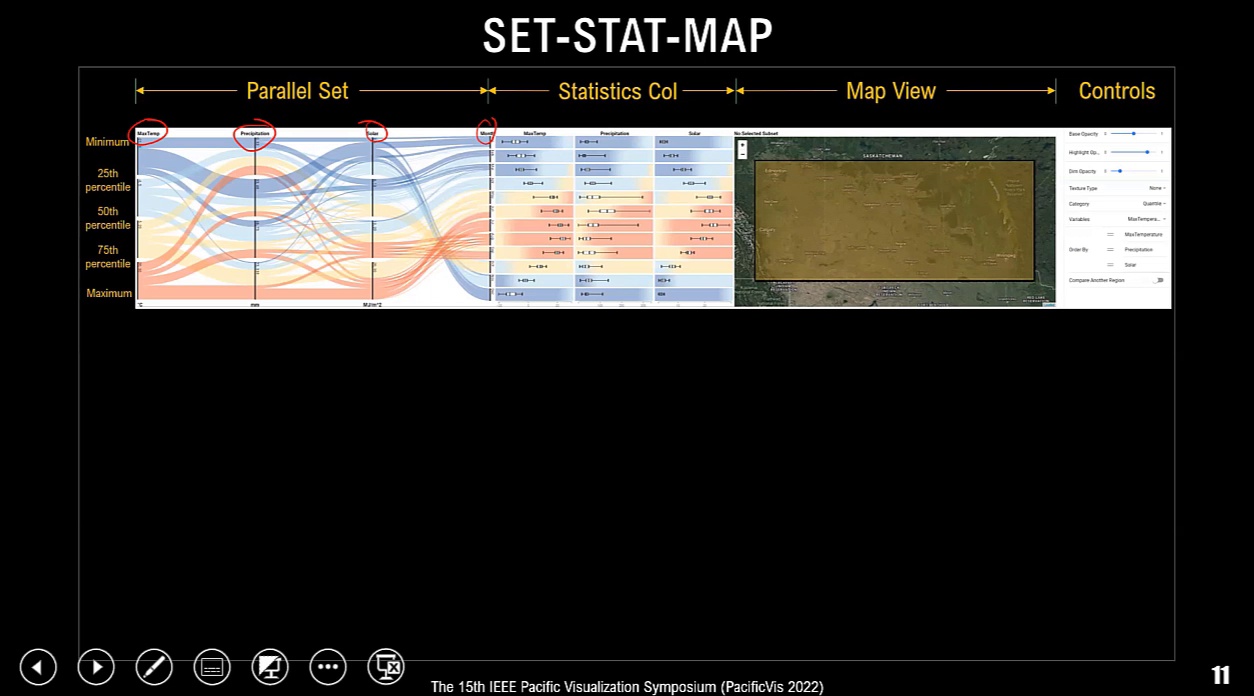 SET-STAT-MAP
Parallel Set
Statistics Col
Map View
Controls
Minimum
25th
percentile
50th
percentile
75th
percentile
Maximum
MaxTemp
Precipitation
Solar
Month
°C
mm
MJ/m^2
MaxTemp
Precipitation
Solar
No Selected Subset
+
SASKATCHEWAN
Ease Opacity
Highlight Op...
Dim Opacity
Texture Type
None
Category
Quantile
Variables
MaxTempera...
MaxTemperature
Order By
Precipitation
Solar
Compare Another Region
The 15th IEEE Pacific Visualization Symposium (PacificVis 2022)
11